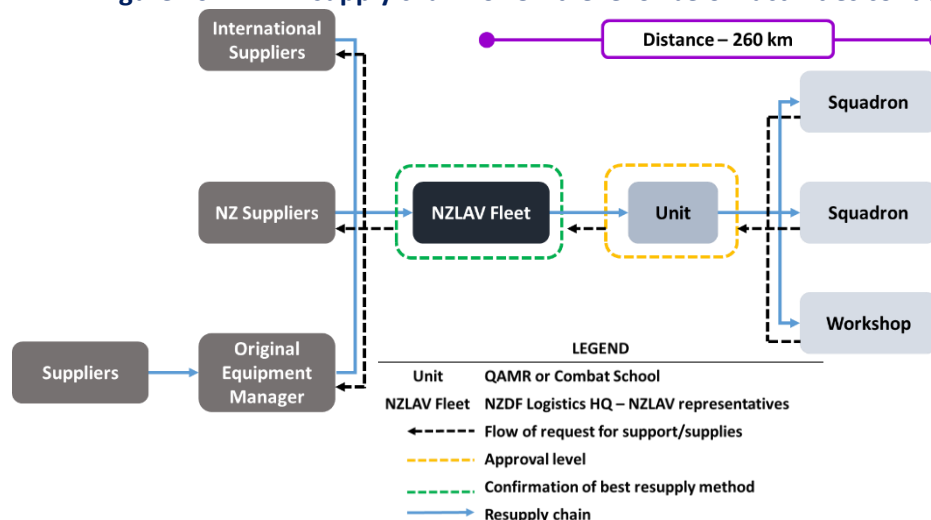 International
Suppliers
Distance – 260 km
Squadron
NZ Suppliers
NZLAV Fleet
Unit
Squadron
Workshop
Suppliers
Original
Equipment
Manager
LEGEND
Unit QAMR or Combat School
NZLAV Fleet NZDF Logistics HQ – NZLAV representatives
Flow of request for support/supplies
Approval level
Confirmation of best resupply method
Resupply chain